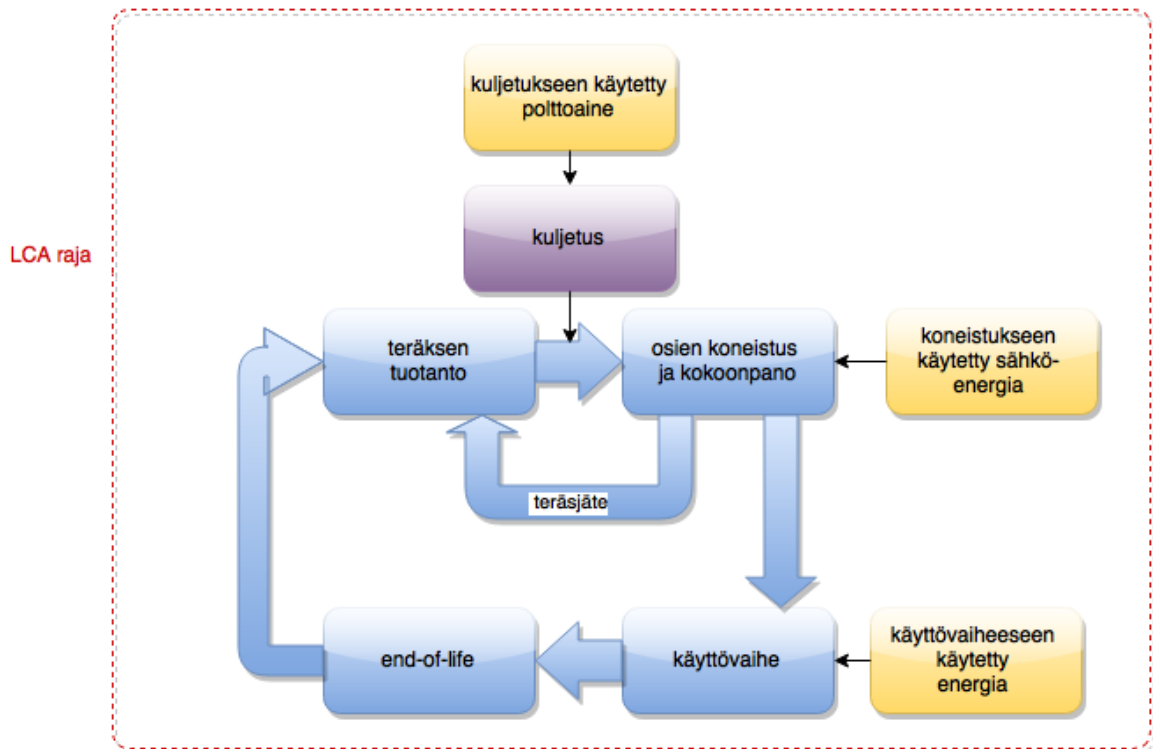 kuljetukseen käytetty
polttoaine
kuljetus
LCA raja
teräksen
tuotanto
osien koneistus
ja kokoonpano
koneistukseen
käytetty sähkö-
energia
teräsjäte
end-of-life
käyttövaihe
käyttövaiheeseen
käytetty
energia